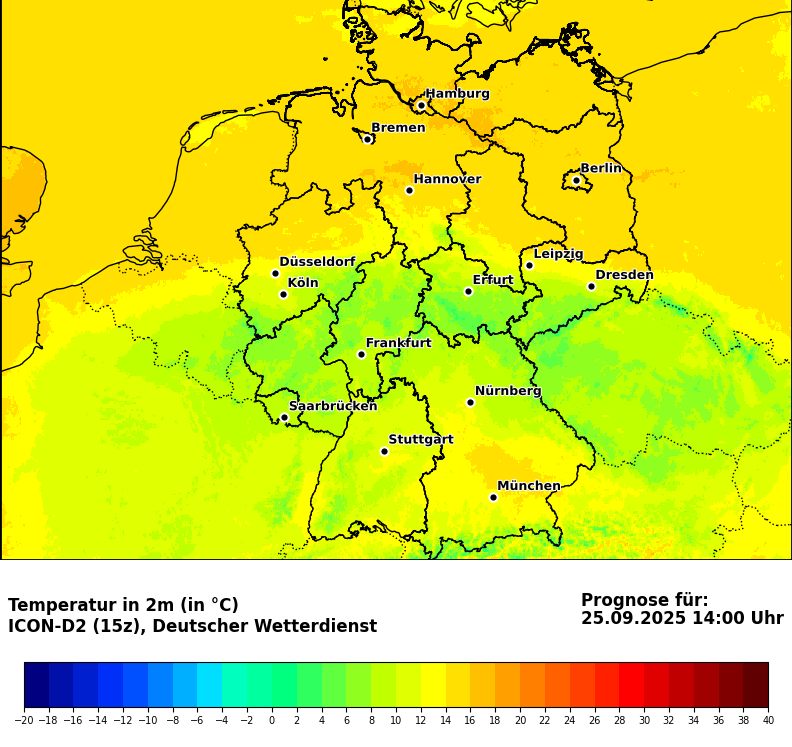 Hamburg
Bremen
Berlin
Hannover
Leipzig
Düsseldorf
Dresden
Erfurt
Köln
Frankfurt
Nürnberg
Saarbrücken
Stuttgart
München
Temperatur in 2m (in °C)
ICON-D2 (15z), Deutscher Wetterdienst
Prognose für:
25.09.2025 14:00 Uhr
−20 −18 −16 −14 −12 −10 −8 −6 −4 −2 0 2 4 6 8 10 12 14 16 18 20 22 24 26 28 30 32 34 36 38 40